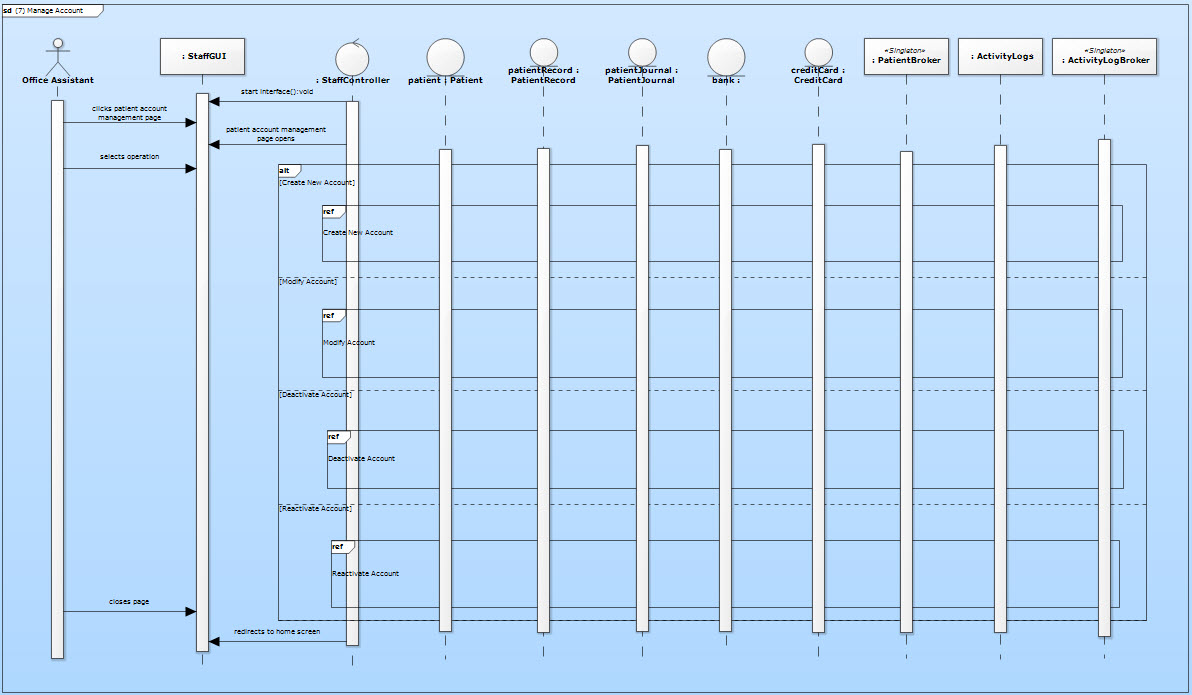 sd (7) Manage Account
Office Assistant
: StaffGUI
: StaffController
patient : Patient
patientRecord :
PatientRecord
patientJournal :
PatientJournal
bank :
creditCard :
CreditCard
«Singleton»
: PatientBroker
: ActivityLogs
«Singleton»
: ActivityLogBroker
start interface():void
clicks patient account
management page
patient account management
page opens
selects operation
alt
[Create New Account]
ref
Create New Account
[Modify Account]
ref
Modify Account
[Deactivate Account]
ref
Deactivate Account
[Reactivate Account]
ref
Reactivate Account
closes page
redirects to home screen